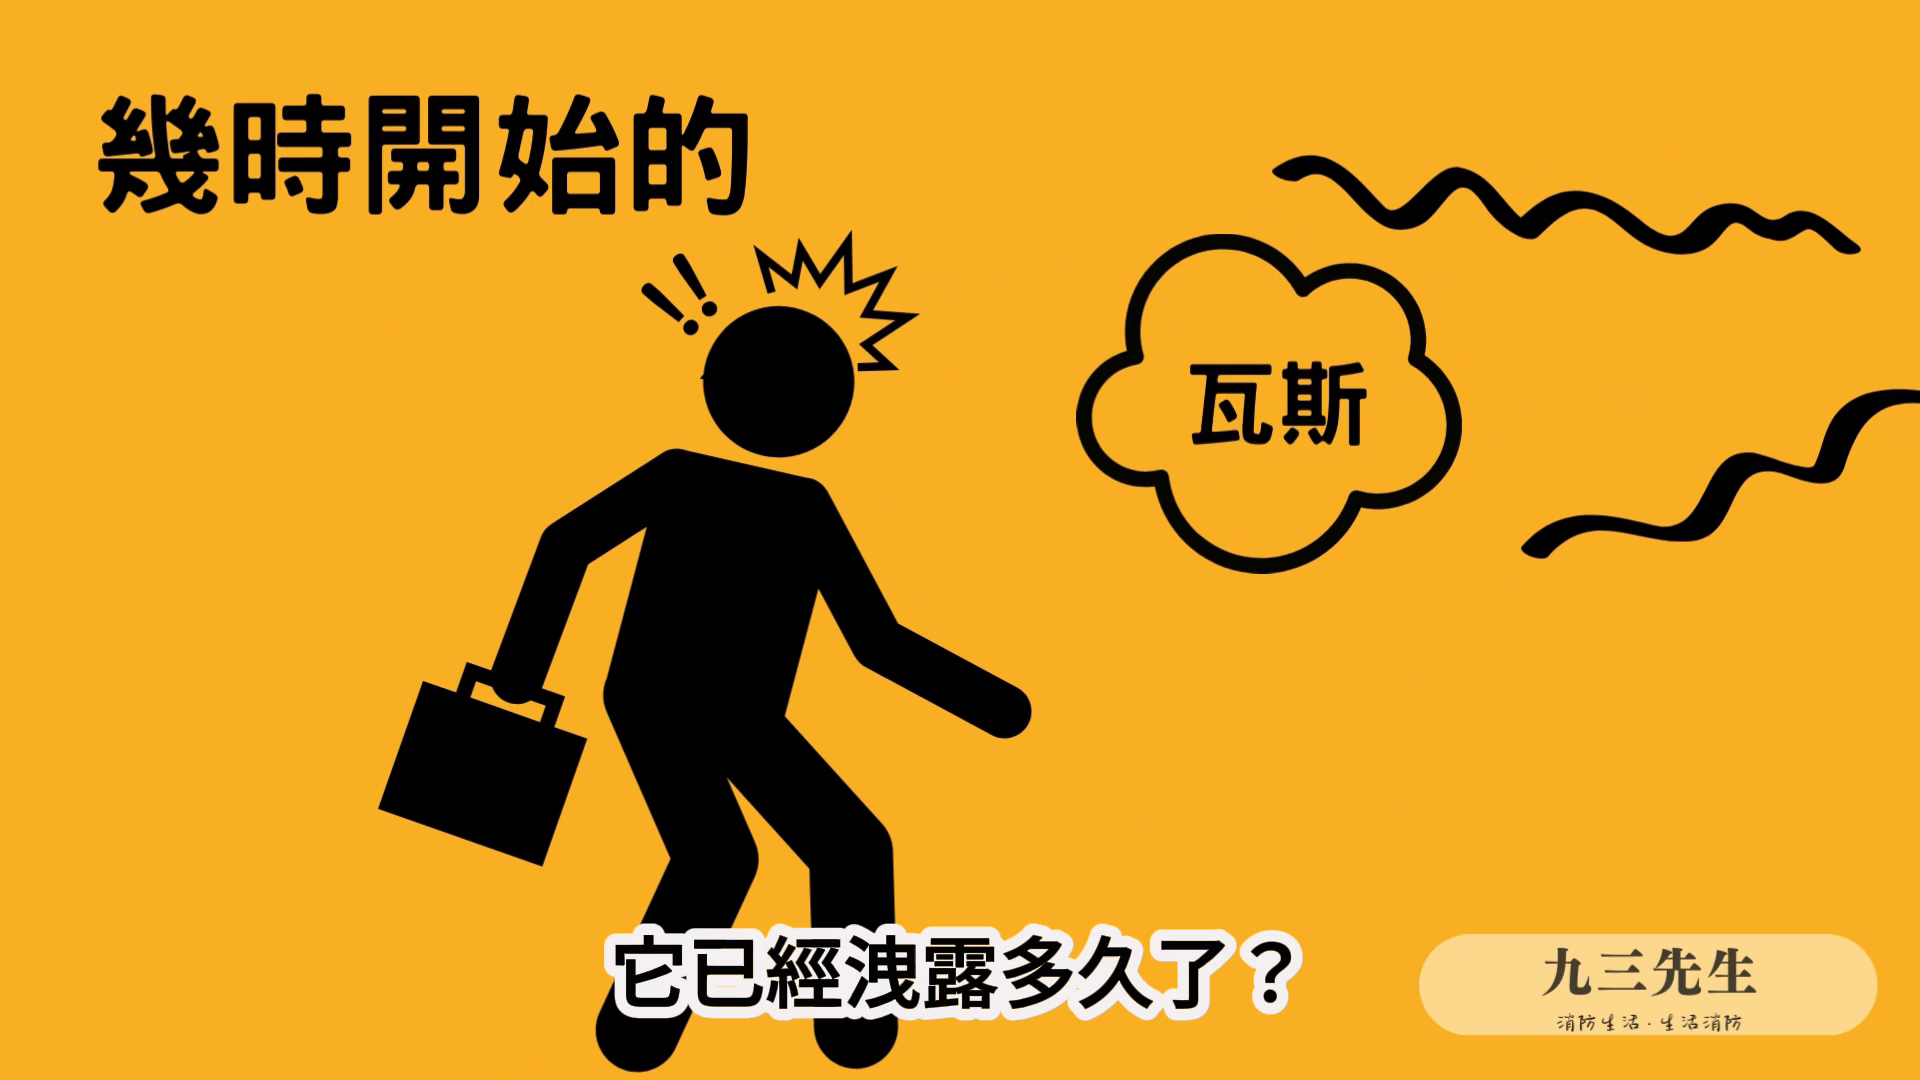 幾時開始的
瓦斯
它已經洩露多久了？
九三先生
消防生活·生活消防